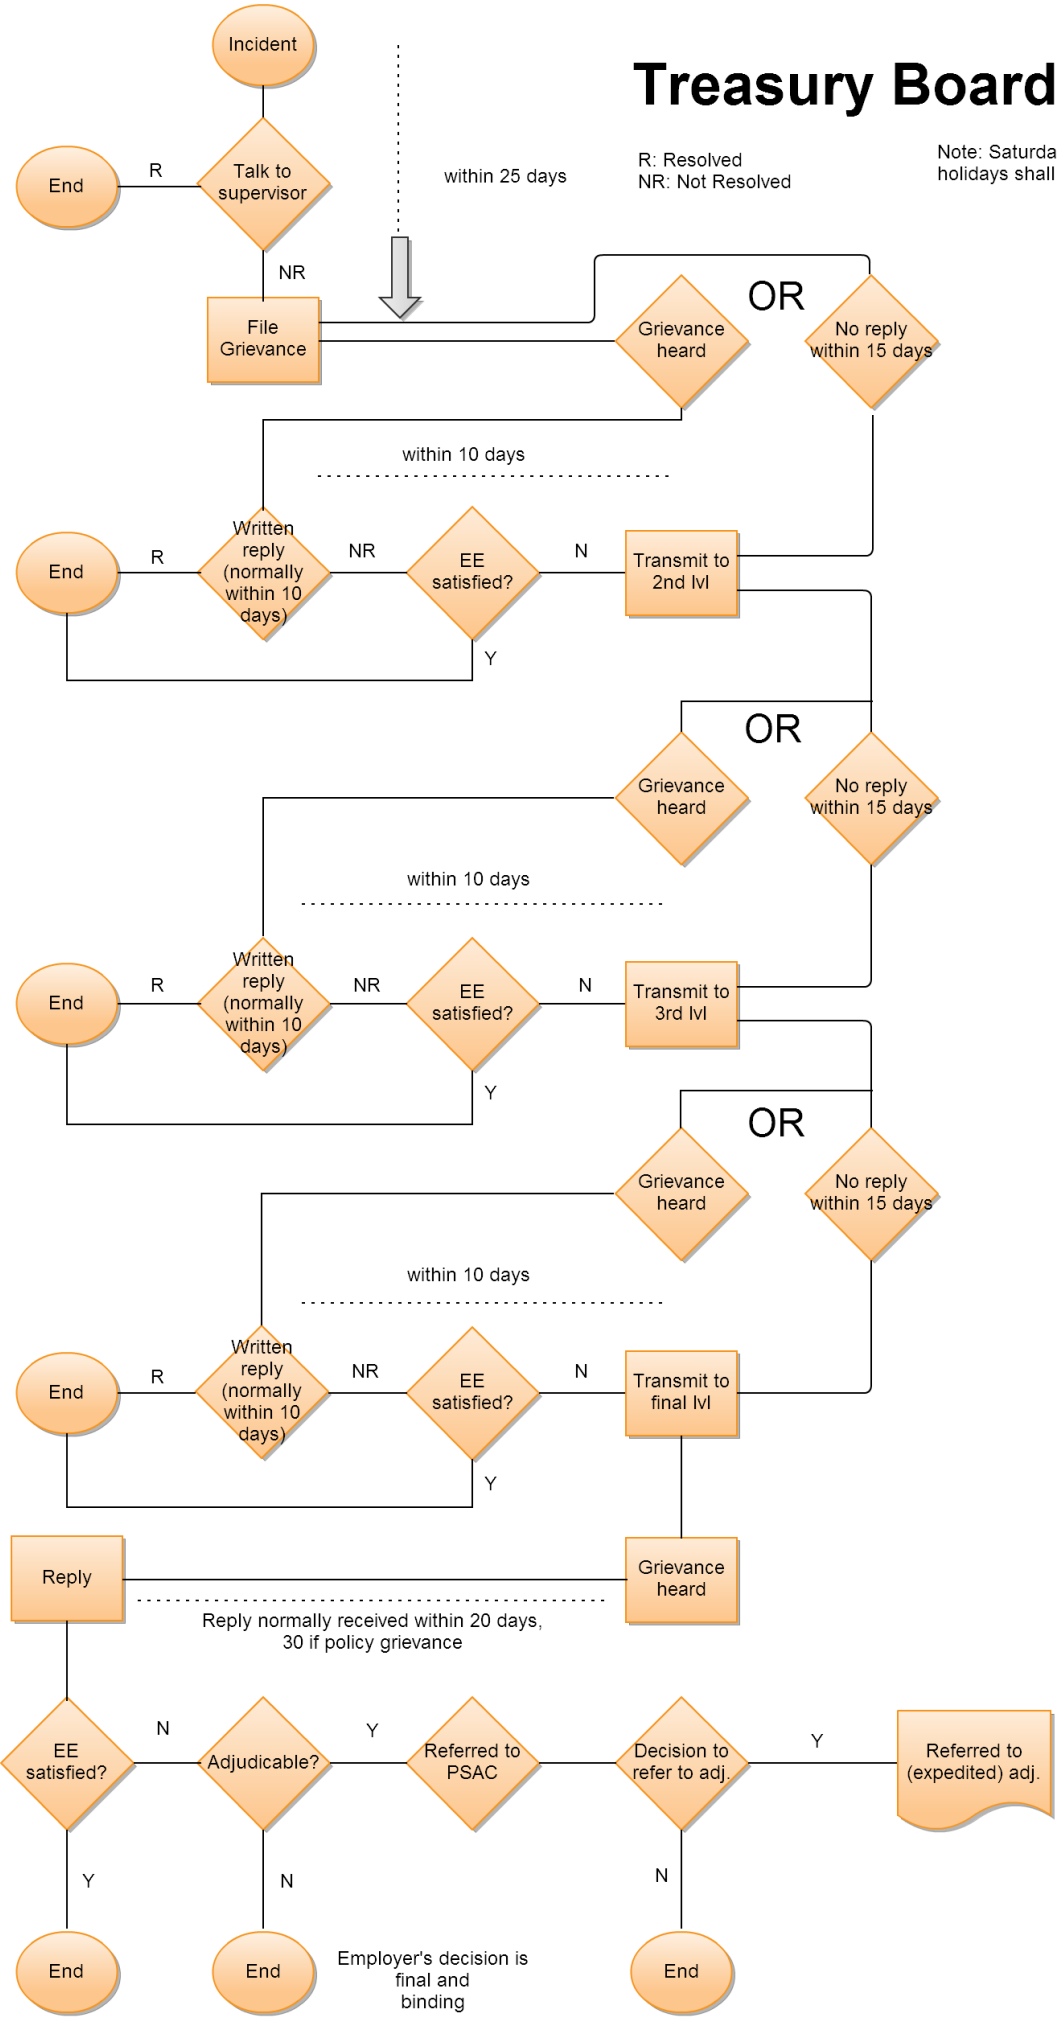 Incident
Treasury Board
R: Resolved
NR: Not Resolved
Note: Saturda
holidays shall
within 25 days
End
R
Talk to
supervisor
NR
File
Grievance
Grievance
heard
OR
No reply
within 15 days
within 10 days
End
R
Written
reply
(normally
within 10
days)
NR
EE
satisfied?
N
Transmit to
2nd lvl
Y
OR
Grievance
heard
No reply
within 15 days
within 10 days
End
R
Written
reply
(normally
within 10
days)
NR
EE
satisfied?
N
Transmit to
3rd lvl
Y
OR
Grievance
heard
No reply
within 15 days
within 10 days
End
R
Written
reply
(normally
within 10
days)
NR
EE
satisfied?
N
Transmit to
final lvl
Y
Reply
Grievance
heard
Reply normally received within 20 days,
30 if policy grievance
EE
satisfied?
N
Adjudicable?
Y
Referred to
PSAC
Decision to
refer to adj.
Y
Referred to
(expedited) adj.
Y
N
N
End
End
Employer's decision is
final and
binding
End